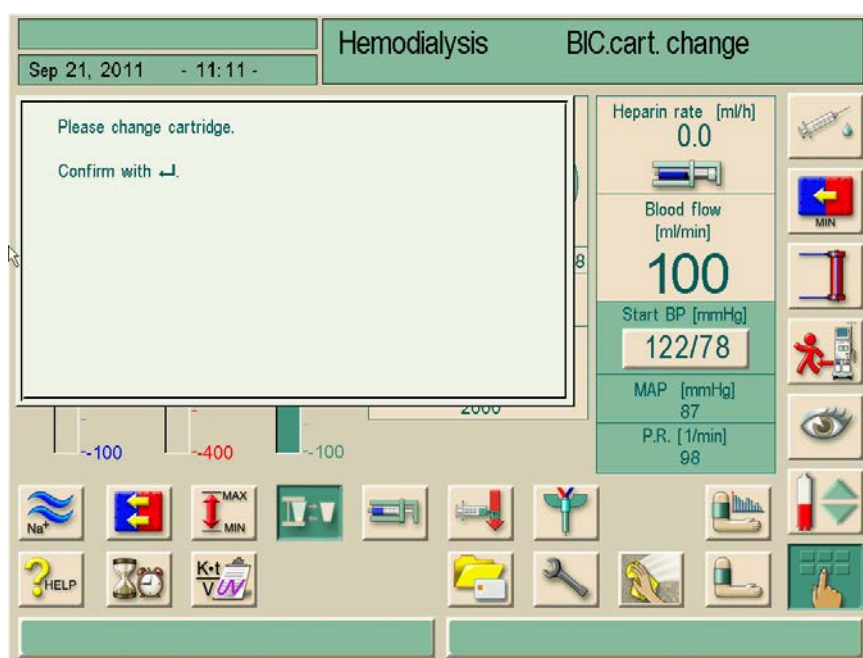 Hemodialysis BIC.cart. change
Sep 21, 2011 - 11:11 -
Please change cartridge.
Confirm with ↵.
Heparin rate [ml/h]
0.0
MIN
Blood flow
[ml/min]
100
8
Start BP [mmHg]
122/78
MAP [mmHg]
87
P.R. [1/min]
98
2000
-100
-400
-100
Na+
MAX
MIN
HELP
K•t
V